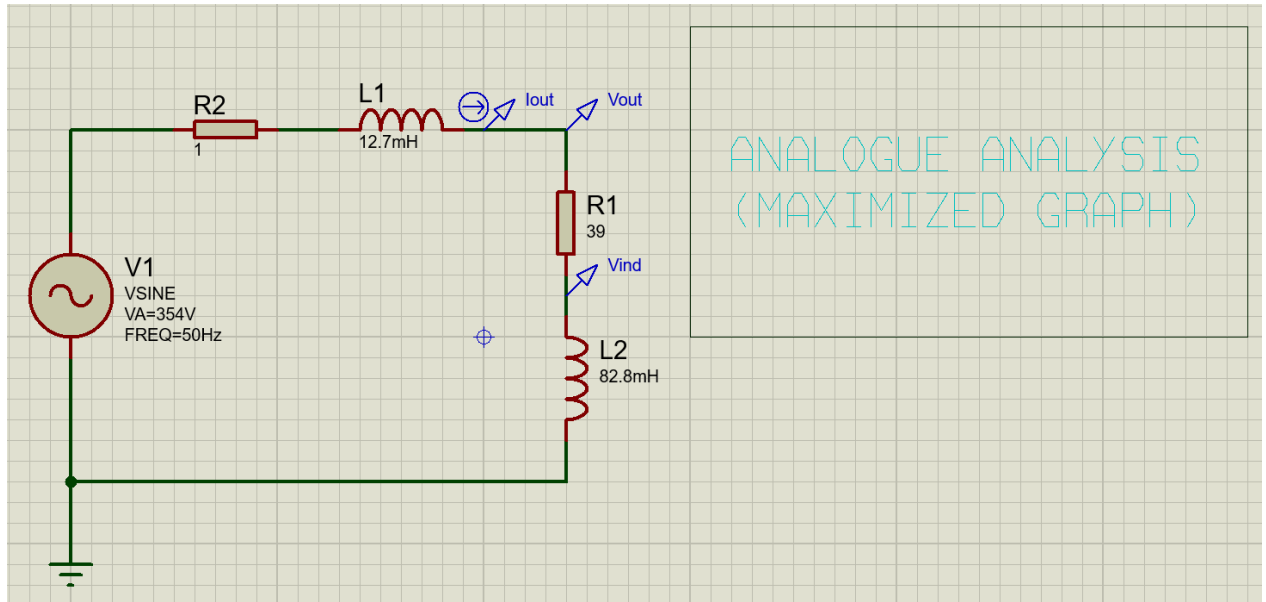 R2
1
L1
12.7mH
Iout
Vout
ANALOGUE ANALYSIS
(MAXIMIZED GRAPH)
R1
39
Vind
V1
VSINE
VA=354V
FREQ=50Hz
L2
82.8mH